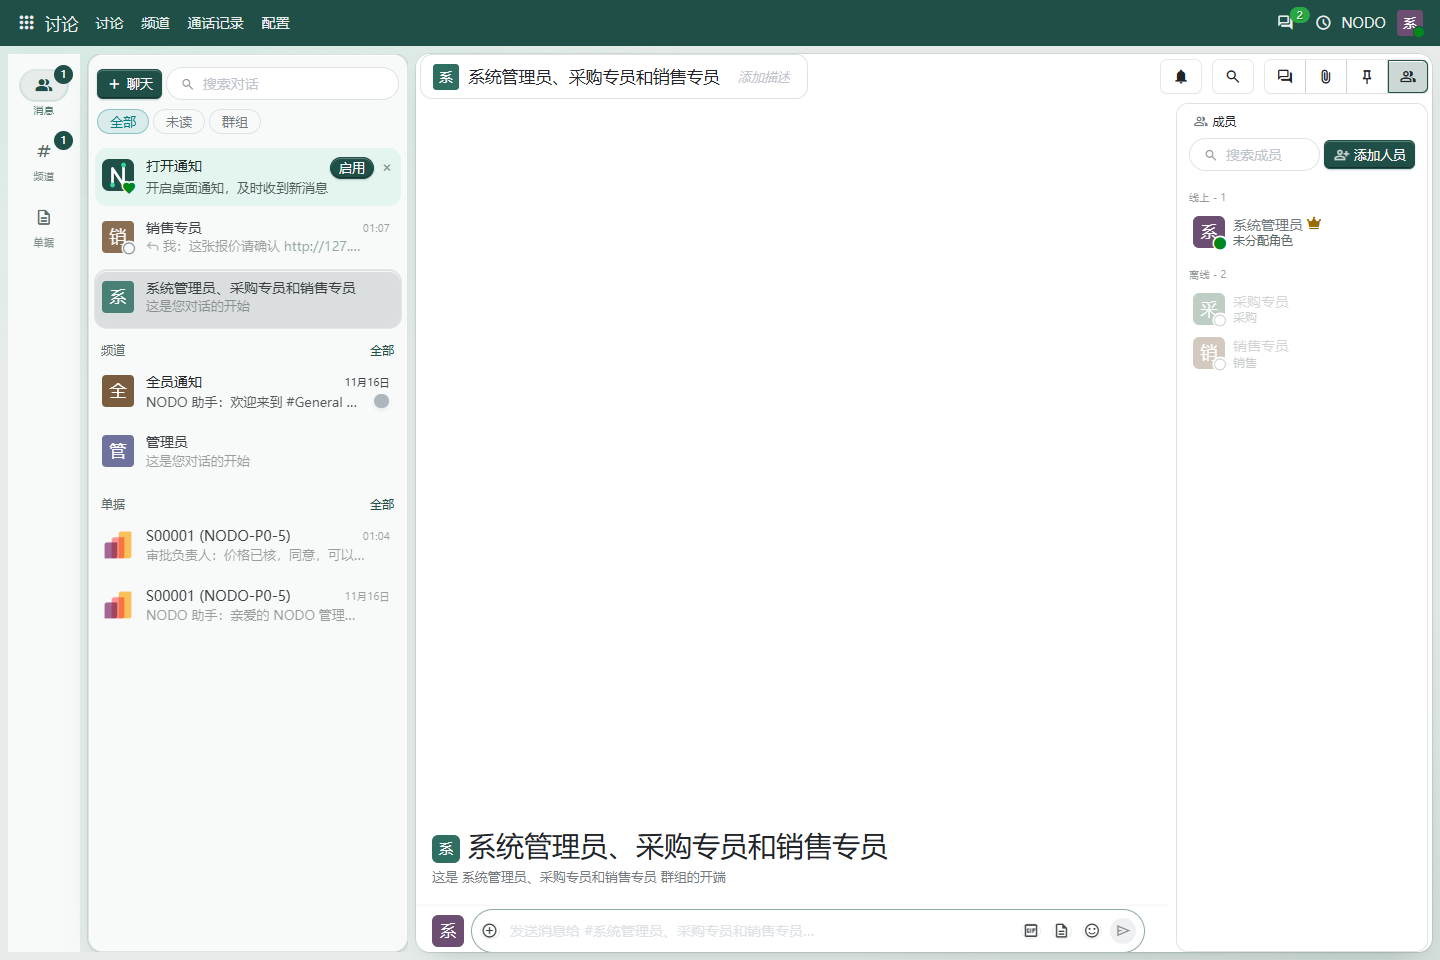 讨论 讨论 频道 通话记录 配置 2 NODO 系
1
消息
1
频道
单据
聊天 搜索对话
全部 未读 群组
打开通知 启用
开启桌面通知，及时收到新消息
销 销售专员 01:07
我：这张报价请确认 http://127....
系 系统管理员、采购专员和销售专员
这是您对话的开始
频道 全部
全 全员通知 11月16日
NODO 助手：欢迎来到 #General ...
管 管理员
这是您对话的开始
单据 全部
S00001 (NODO-P0-5) 01:04
审批负责人：价格已核，同意，可以...
S00001 (NODO-P0-5) 11月16日
NODO 助手：亲爱的 NODO 管理...
系 系统管理员、采购专员和销售专员 添加描述
系 系统管理员、采购专员和销售专员
这是 系统管理员、采购专员和销售专员 群组的开端
系 发送消息给 #系统管理员、采购专员和销售专员...
GIF
成员
搜索成员 添加人员
线上 - 1
系 系统管理员
未分配角色
离线 - 2
采 采购专员
采购
销 销售专员
销售